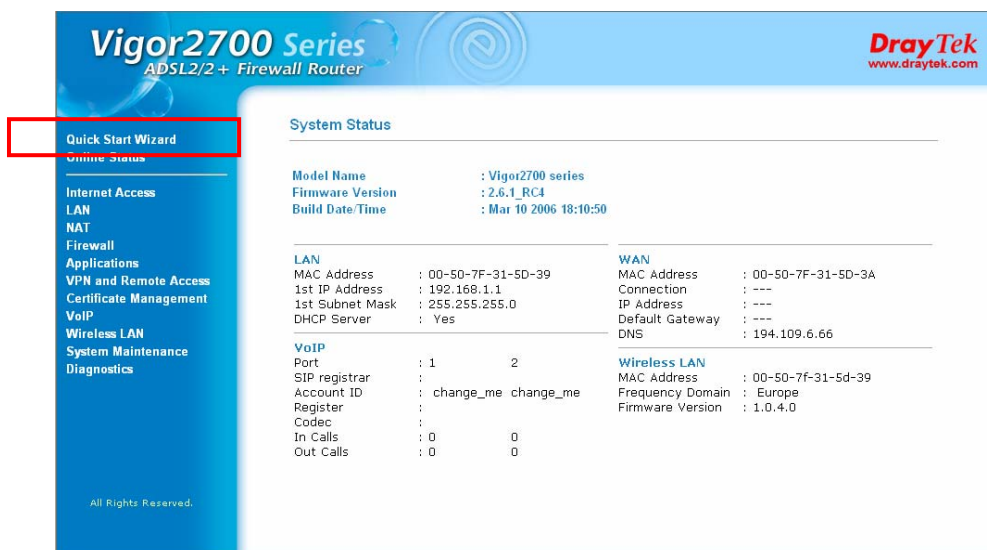 Vigor2700 Series
ADSL2/2+ Firewall Router
DrayTek
www.draytek.com
Quick Start Wizard
Online Status
Internet Access
LAN
NAT
Firewall
Applications
VPN and Remote Access
Certificate Management
VoIP
Wireless LAN
System Maintenance
Diagnostics
All Rights Reserved.
System Status
Model Name : Vigor2700 series
Firmware Version : 2.6.1_RC4
Build Date/Time : Mar 10 2006 18:10:50
LAN
MAC Address : 00-50-7F-31-5D-39
1st IP Address : 192.168.1.1
1st Subnet Mask : 255.255.255.0
DHCP Server : Yes
WAN
MAC Address : 00-50-7F-31-5D-3A
Connection : ---
IP Address : ---
Default Gateway : ---
DNS : 194.109.6.66
VoIP
Port : 1 2
SIP registrar :
Account ID : change_me change_me
Register :
Codec :
In Calls : 0 0
Out Calls : 0 0
Wireless LAN
MAC Address : 00-50-7f-31-5d-39
Frequency Domain : Europe
Firmware Version : 1.0.4.0